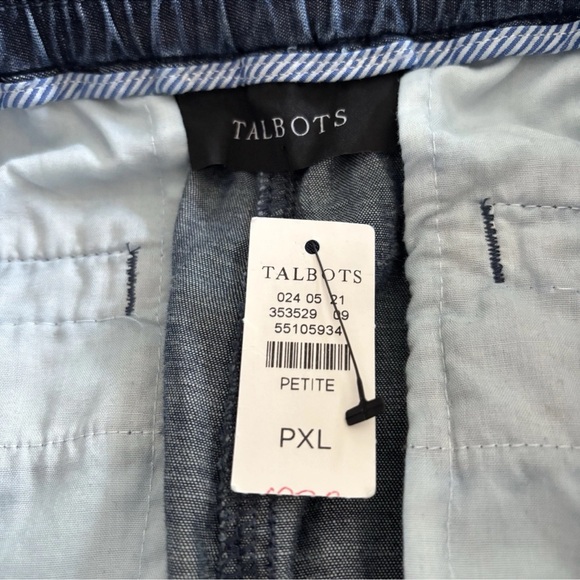 TALBOTS
TALBOTS
024 05 21
353529 09
55105934
PETITE
PXL